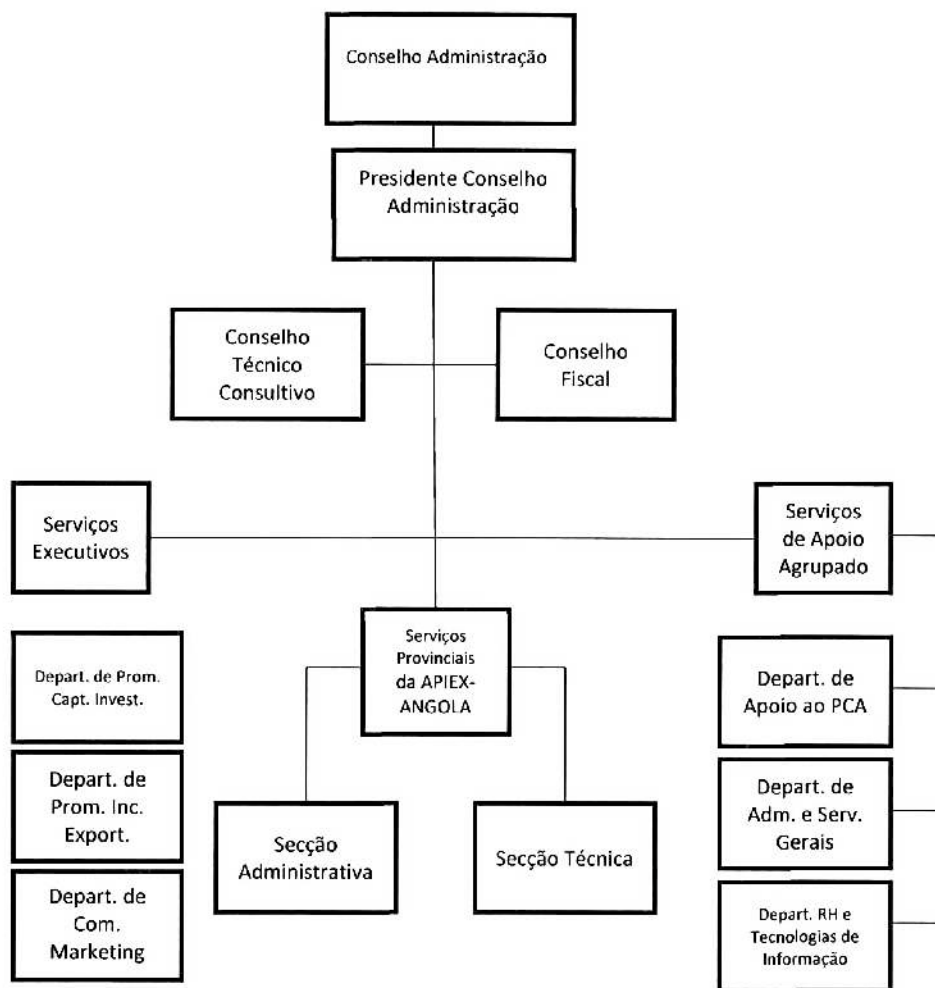 Conselho Administração
Presidente Conselho
Administração
Conselho
Técnico
Consultivo
Conselho
Fiscal
Serviços
Executivos
Serviços
de Apoio
Agrupado
Serviços
Provinciais
da APIEX-
ANGOLA
Depart. de Prom.
Capt. Invest.
Depart. de
Prom. Inc.
Export.
Depart. de
Com.
Marketing
Secção
Administrativa
Secção Técnica
Depart. de
Apoio ao PCA
Depart. de
Adm. e Serv.
Gerais
Depart. RH e
Tecnologias de
Informação